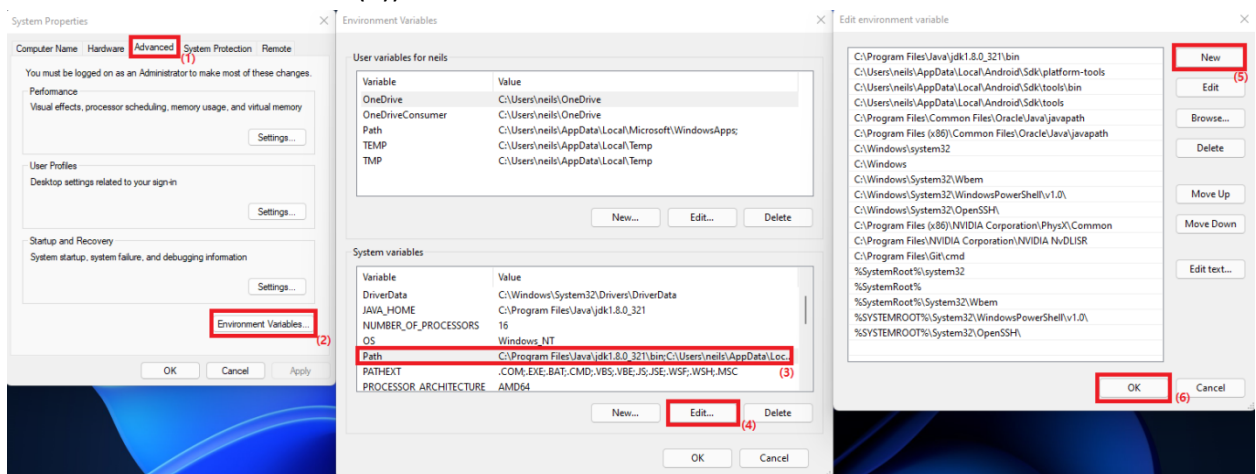 System Properties
Computer Name Hardware Advanced System Protection Remote
(1)
You must be logged on as an Administrator to make most of these changes.
Performance
Visual effects, processor scheduling, memory usage, and virtual memory
Settings...
User Profiles
Desktop settings related to your sign-in
Settings...
Startup and Recovery
System startup, system failure, and debugging information
Settings...
Environment Variables...
(2)
OK Cancel Apply
Environment Variables
User variables for neils
Variable Value
OneDrive C:\Users\neils\OneDrive
OneDriveConsumer C:\Users\neils\OneDrive
Path C:\Users\neils\AppData\Local\Microsoft\WindowsApps;
TEMP C:\Users\neils\AppData\Local\Temp
TMP C:\Users\neils\AppData\Local\Temp
New... Edit... Delete
System variables
Variable Value
DriverData C:\Windows\System32\Drivers\DriverData
JAVA_HOME C:\Program Files\Java\jdk1.8.0_321
NUMBER_OF_PROCESSORS 16
OS Windows_NT
Path C:\Program Files\Java\jdk1.8.0_321\bin;C:\Users\neils\AppData\Loc...
PATHEXT .COM;.EXE;.BAT;.CMD;.VBS;.VBE;.JS;.JSE;.WSF;.WSH;.MSC
(3)
PROCESSOR_ARCHITECTURE AMD64
New... Edit... Delete
(4)
OK Cancel
Edit environment variable
C:\Program Files\Java\jdk1.8.0_321\bin
C:\Users\neils\AppData\Local\Android\Sdk\platform-tools
C:\Users\neils\AppData\Local\Android\Sdk\tools\bin
C:\Users\neils\AppData\Local\Android\Sdk\tools
C:\Program Files\Common Files\Oracle\Java\javapath
C:\Program Files (x86)\Common Files\Oracle\Java\javapath
C:\Windows\system32
C:\Windows
C:\Windows\System32\Wbem
C:\Windows\System32\WindowsPowerShell\v1.0\
C:\Windows\System32\OpenSSH\
C:\Program Files (x86)\NVIDIA Corporation\PhysX\Common
C:\Program Files\NVIDIA Corporation\NVIDIA NvDLISR
C:\Program Files\Git\cmd
%SystemRoot%\system32
%SystemRoot%
%SystemRoot%\System32\Wbem
%SYSTEMROOT%\System32\WindowsPowerShell\v1.0\
%SYSTEMROOT%\System32\OpenSSH\
New
(5)
Edit
Browse...
Delete
Move Up
Move Down
Edit text...
OK Cancel
(6)